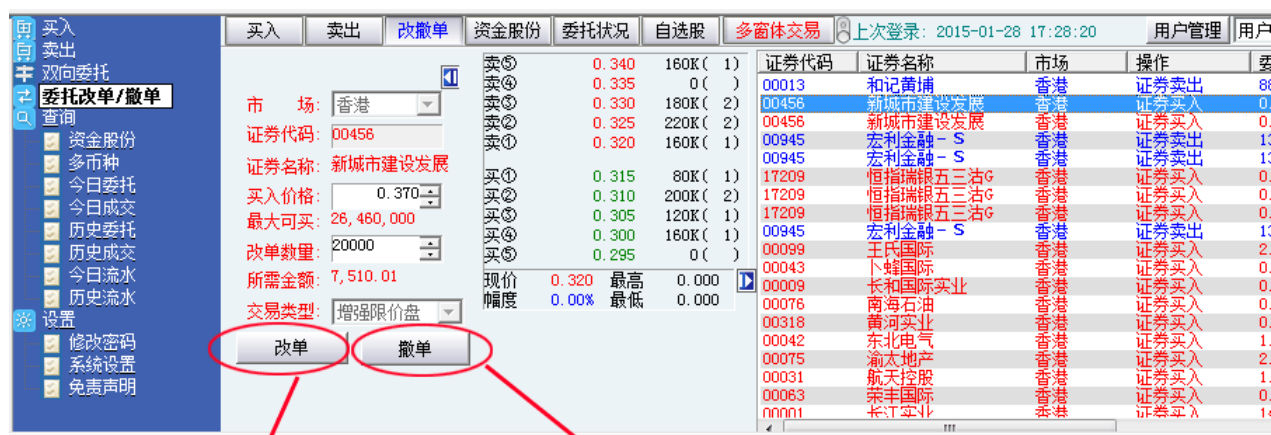 买入 卖出 改撤单 资金股份 委托状况 自选股 多窗体交易 上次登录: 2015-01-28 17:28:20 用户管理
买入
卖出
双向委托
委托改单/撤单
查询
资金股份
多币种
今日委托
今日成交
历史委托
历史成交
今日流水
历史流水
设置
修改密码
系统设置
免责声明
市 场: 香港
证券代码: 00456
证券名称: 新城市建设发展
买入价格: 0.370
最大可买: 26,460,000
改单数量: 20000
所需金额: 7,510.01
交易类型: 增强限价盘
改单 撤单
卖⑤ 0.340 160K( 1)
卖④ 0.335 0( )
卖③ 0.330 180K( 2)
卖② 0.325 220K( 2)
卖① 0.320 160K( 1)
买① 0.315 80K( 1)
买② 0.310 200K( 2)
买③ 0.305 120K( 1)
买④ 0.300 160K( 1)
买⑤ 0.295 0( )
现价 0.320 最高 0.000
幅度 0.00% 最低 0.000
证券代码 证券名称 市场 操作
00013 和记黄埔 香港 证券卖出
00456 新城市建设发展 香港 证券买入
00456 新城市建设发展 香港 证券买入
00945 宏利金融-S 香港 证券卖出
00945 宏利金融-S 香港 证券卖出
17209 恒指瑞银五三沽G 香港 证券买入
17209 恒指瑞银五三沽G 香港 证券买入
17209 恒指瑞银五三沽G 香港 证券买入
00945 宏利金融-S 香港 证券卖出
00099 王氏国际 香港 证券买入
00043 卜蜂国际 香港 证券买入
00009 长和国际实业 香港 证券买入
00076 南海石油 香港 证券买入
00318 黄河实业 香港 证券买入
00042 东北电气 香港 证券买入
00075 渝太地产 香港 证券买入
00031 航天控股 香港 证券买入
00063 荣丰国际 香港 证券买入
00001 长江实业 香港 证券买入